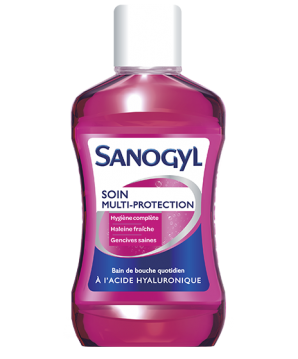 SANOGYL
SOIN
MULTI-PROTECTION
Hygiène complète
Haleine fraîche
Gencives saines
Bain de bouche quotidien
À l'ACIDE HYALURONIQUE